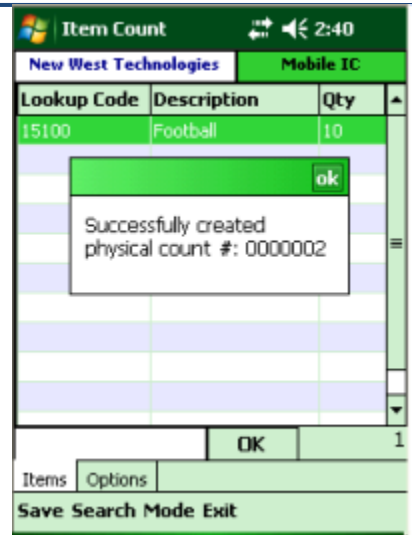 Item Count 2:40
New West Technologies Mobile IC
Lookup Code Description Qty
15100 Football 10
ok
Successfully created
physical count #: 0000002
OK 1
Items Options
Save Search Mode Exit